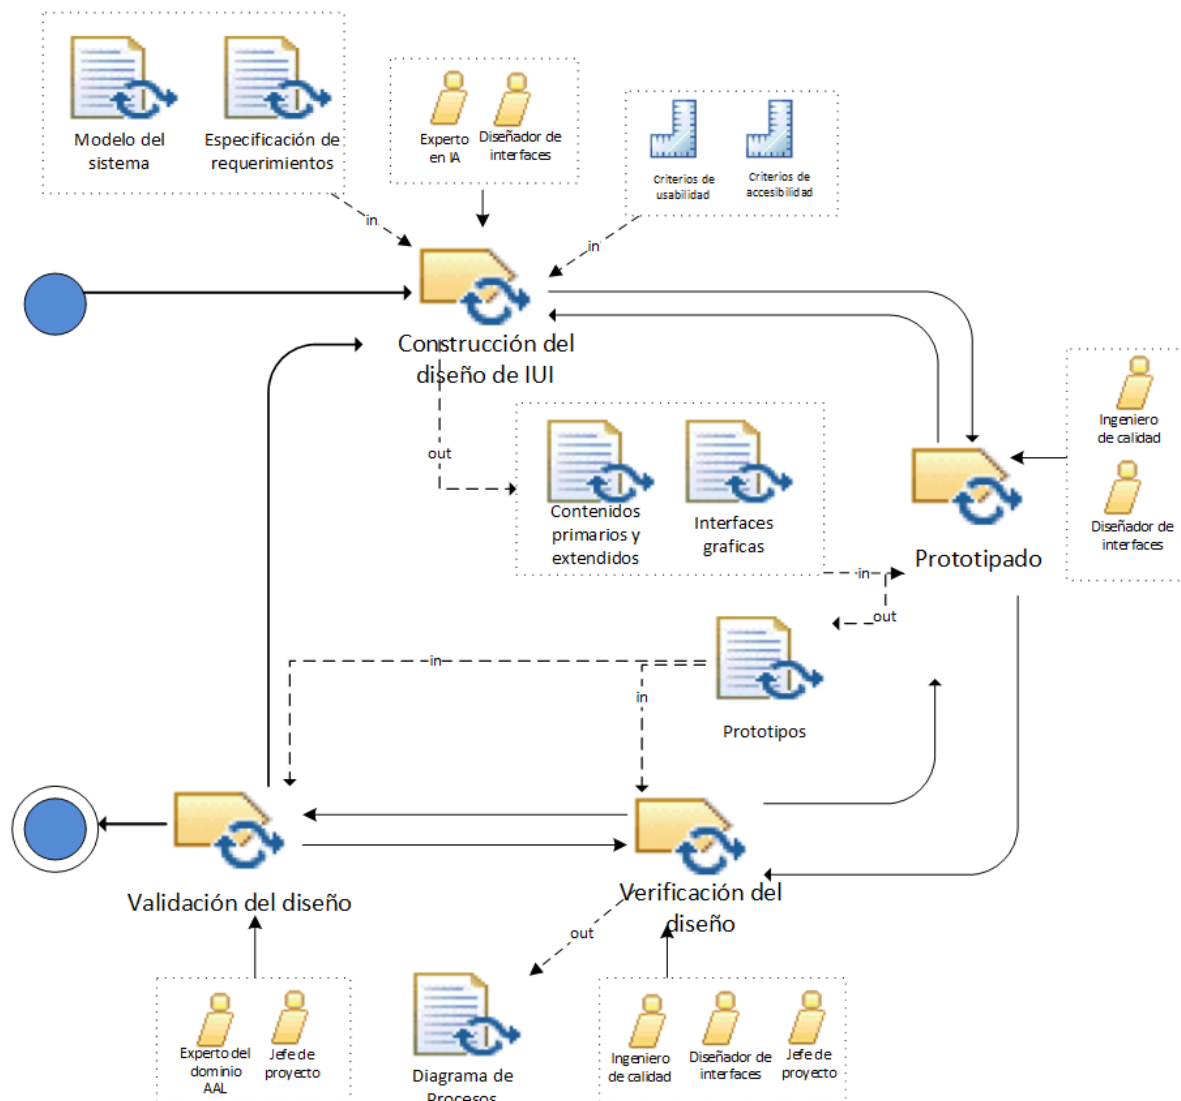 Modelo del
sistema
Especificación de
requerimientos
Experto
en IA
Diseñador de
interfaces
Criterios de
usabilidad
Criterios de
accesibilidad
in
in
Construcción del
diseño de IUI
out
Contenidos
primarios y
extendidos
Interfaces
graficas
Ingeniero
de calidad
Diseñador de
interfaces
Prototipado
in
out
in
in
Prototipos
Validación del diseño
Verificación del
diseño
out
Experto del
dominio
AAL
Jefe de
proyecto
Diagrama de
Procesos
Ingeniero
de calidad
Diseñador de
interfaces
Jefe de
proyecto